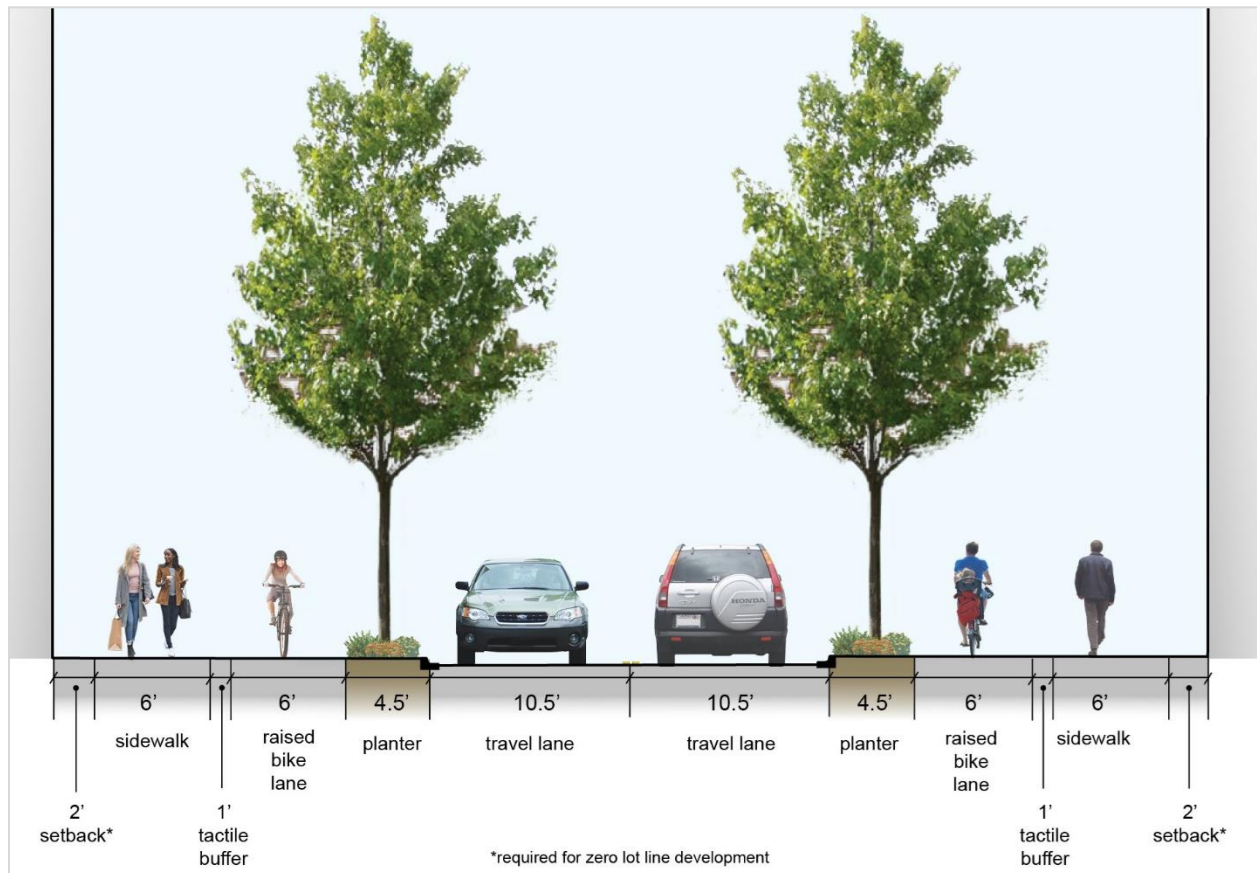 HONDA
6’ 6’ 4.5’ 10.5’ 10.5’ 4.5’ 6’ 6’
sidewalk
raised
bike
lane
planter
travel lane
travel lane
planter
raised
bike
lane
sidewalk
2’
setback*
1’
tactile
buffer
1’
tactile
buffer
2’
setback*
*required for zero lot line development